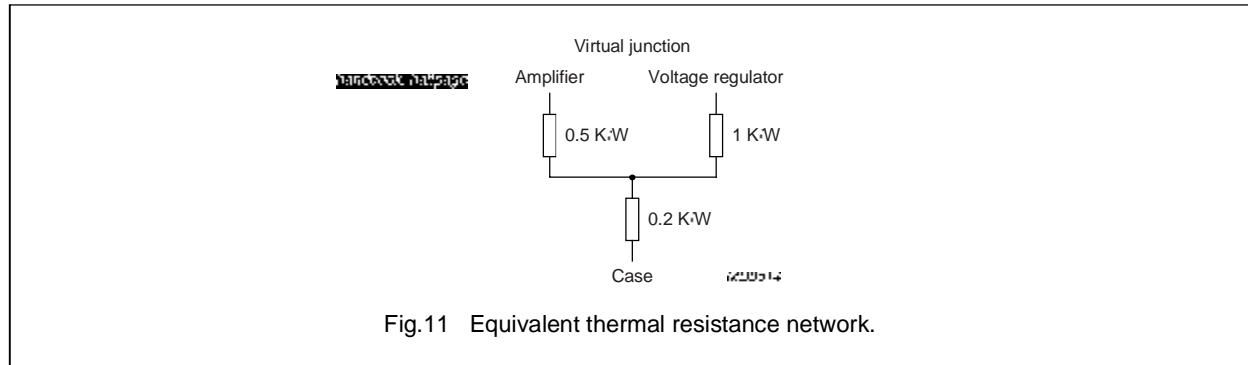 Virtual junction
Amplifier Voltage regulator
0.5 K/W 1 K/W
0.2 K/W
Case
Fig.11 Equivalent thermal resistance network.